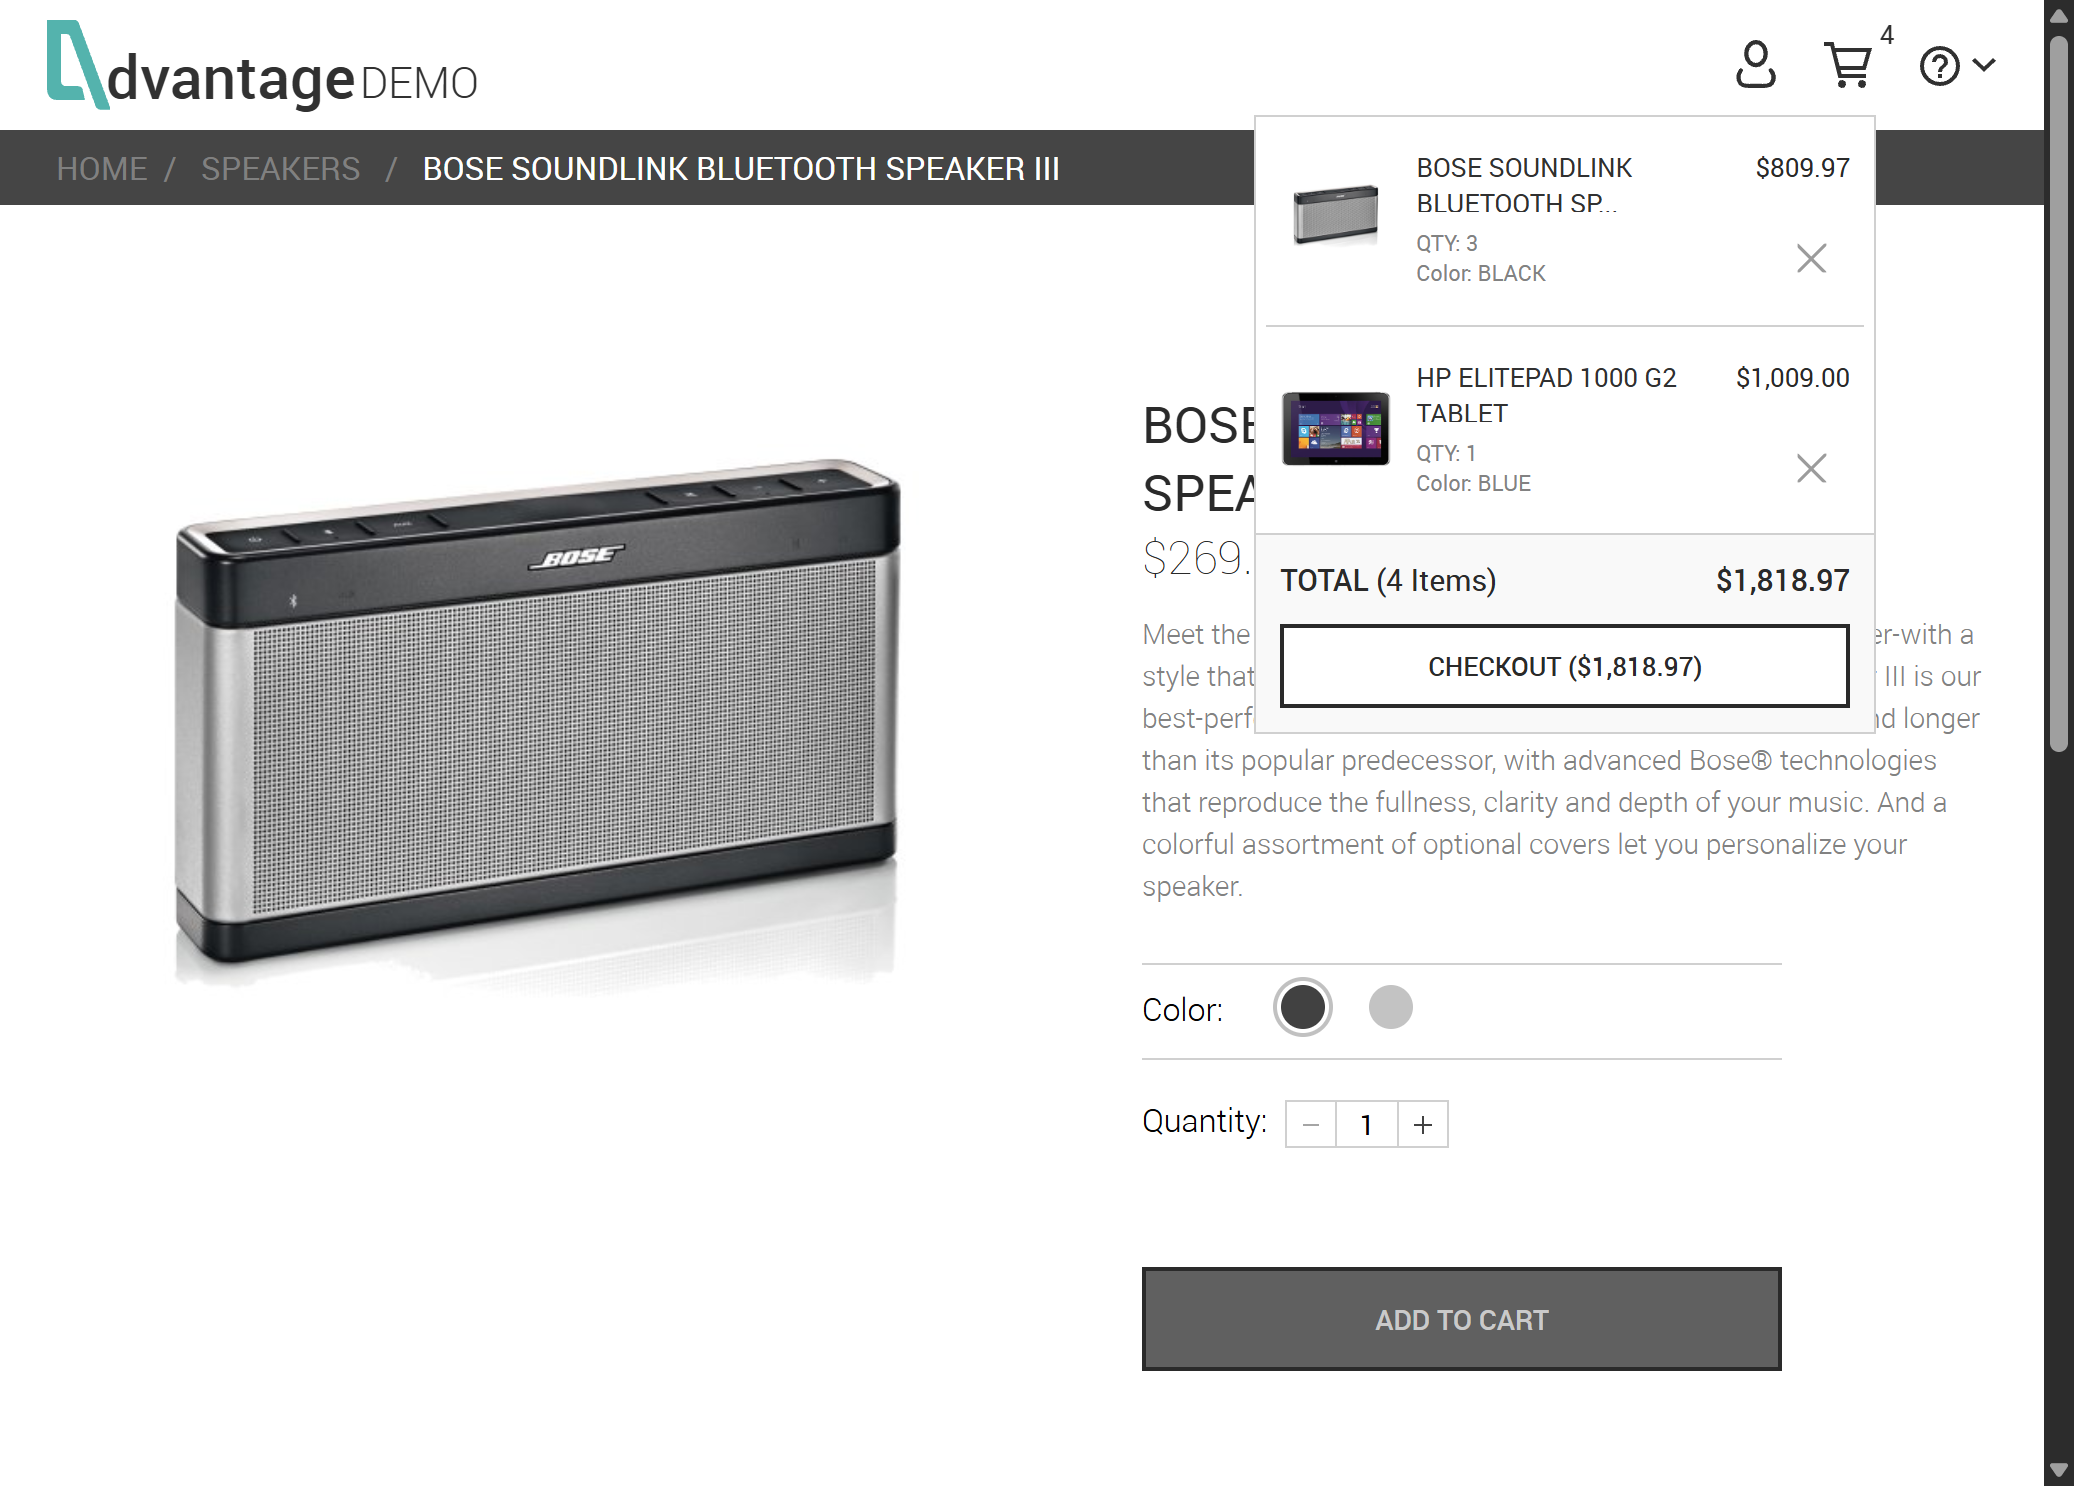 dvantage DEMO
4
HOME / SPEAKERS / BOSE SOUNDLINK BLUETOOTH SPEAKER III
BOSE SOUNDLINK $809.97
BLUETOOTH SP...
QTY: 3
Color: BLACK
HP ELITEPAD 1000 G2 $1,009.00
TABLET
QTY: 1
Color: BLUE
TOTAL (4 Items) $1,818.97
CHECKOUT ($1,818.97)
BOSE
BOSE
$269.
Meet the
with a
style that III is our
longer
than its popular predecessor, with advanced Bose® technologies
that reproduce the fullness, clarity and depth of your music. And a
colorful assortment of optional covers let you personalize your
speaker.
Color:
Quantity: − 1 +
ADD TO CART